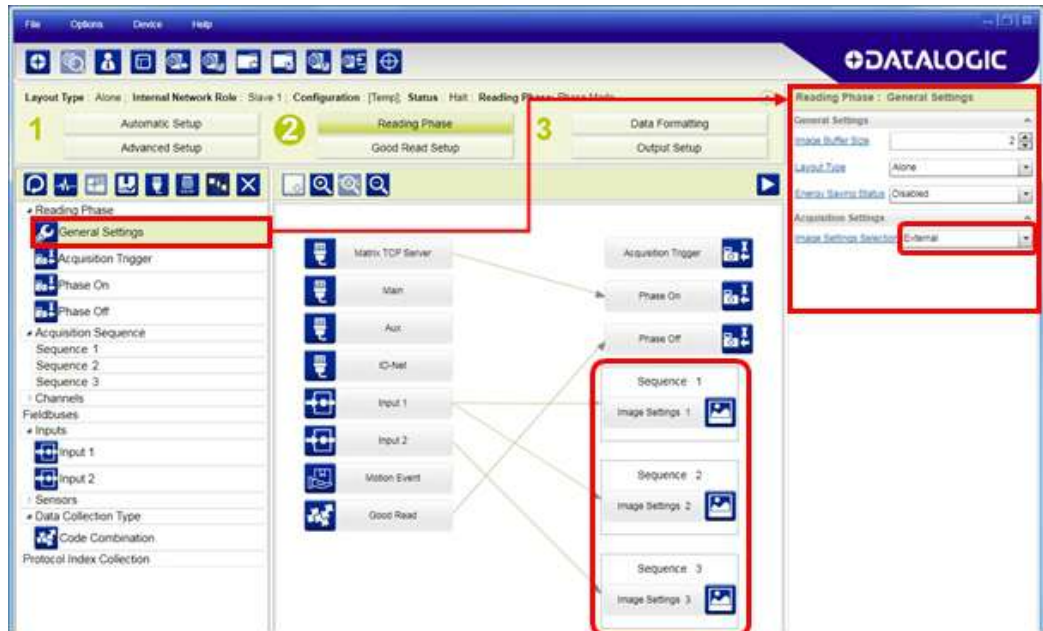 File Options Device Help
DATALOGIC
Layout Type : Alone ; Internal Network Role : Slave 1 ; Configuration : [Temp]; Status : Halt ; Reading Phase: Phase Mode
1 Automatic Setup
Advanced Setup
2 Reading Phase
Good Read Setup
3 Data Formatting
Output Setup
Reading Phase
General Settings
Acquisition Trigger
Phase On
Phase Off
Acquisition Sequence
Sequence 1
Sequence 2
Sequence 3
Channels
Fieldbuses
Inputs
Input 1
Input 2
Sensors
Data Collection Type
Code Combination
Protocol Index Collection
Matrix TCP Server
Main
Aux
ID-Net
Input 1
Input 2
Motion Event
Good Read
Acquisition Trigger
Phase On
Phase Off
Sequence 1
Image Settings 1
Sequence 2
Image Settings 2
Sequence 3
Image Settings 3
Reading Phase : General Settings
General Settings
Image Buffer Size 2
Layout Type Alone
Energy Saving Status Disabled
Acquisition Settings
Image Settings Selection External